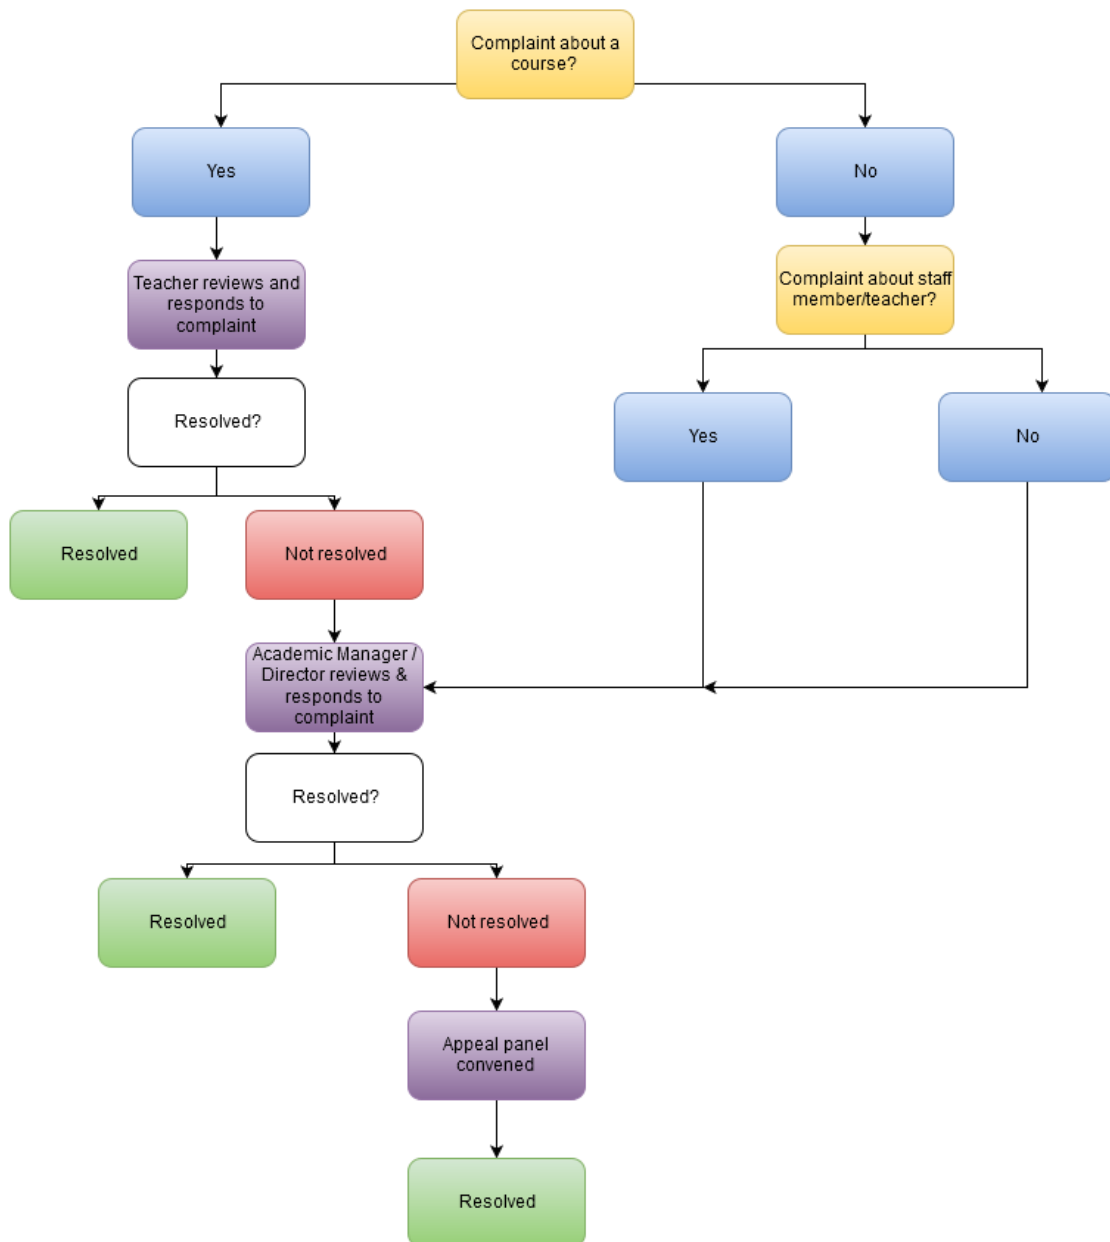 Complaint about a
course?
Yes
No
Teacher reviews and
responds to
complaint
Complaint about staff
member/teacher?
Resolved?
Yes
No
Resolved
Not resolved
Academic Manager /
Director reviews &
responds to
complaint
Resolved?
Resolved
Not resolved
Appeal panel
convened
Resolved